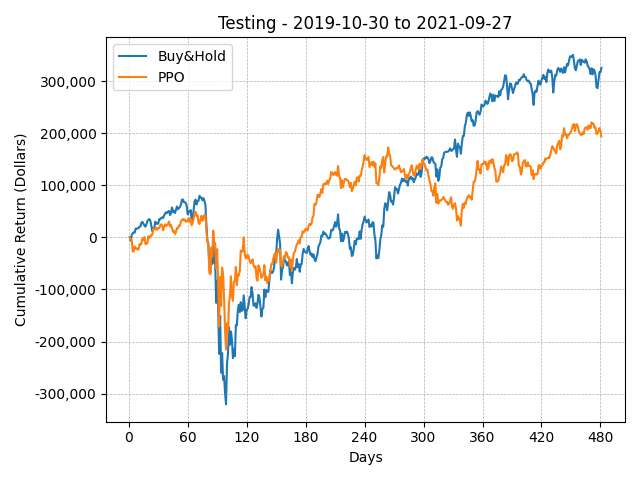 Testing - 2019-10-30 to 2021-09-27
Buy&Hold
PPO
300,000
200,000
100,000
0
-100,000
-200,000
-300,000
Cumulative Return (Dollars)
0 60 120 180 240 300 360 420 480
Days